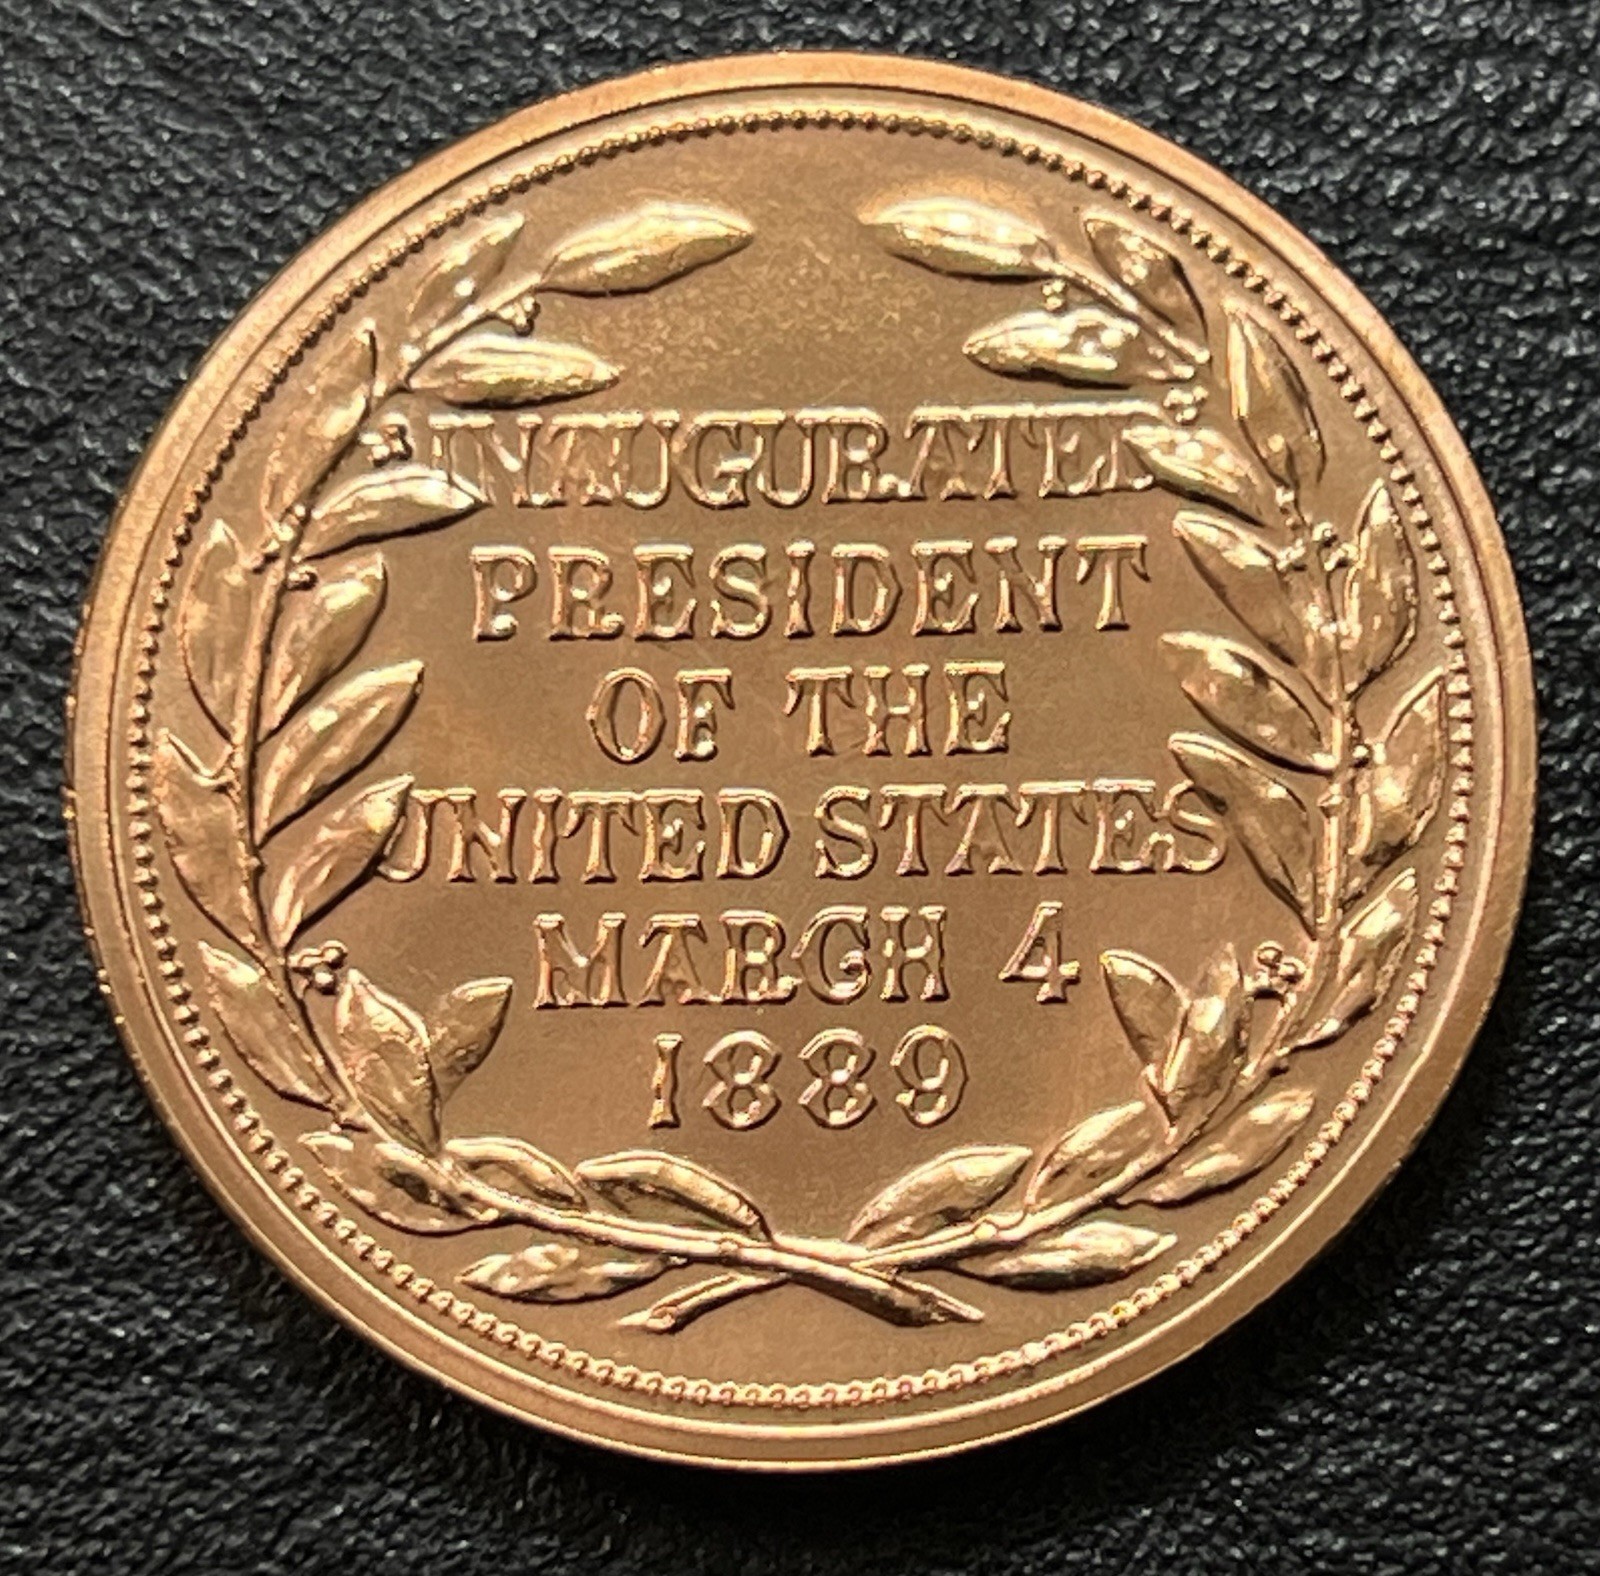 INAUGURATED
PRESIDENT
OF THE
UNITED STATES
MARCH 4
1889